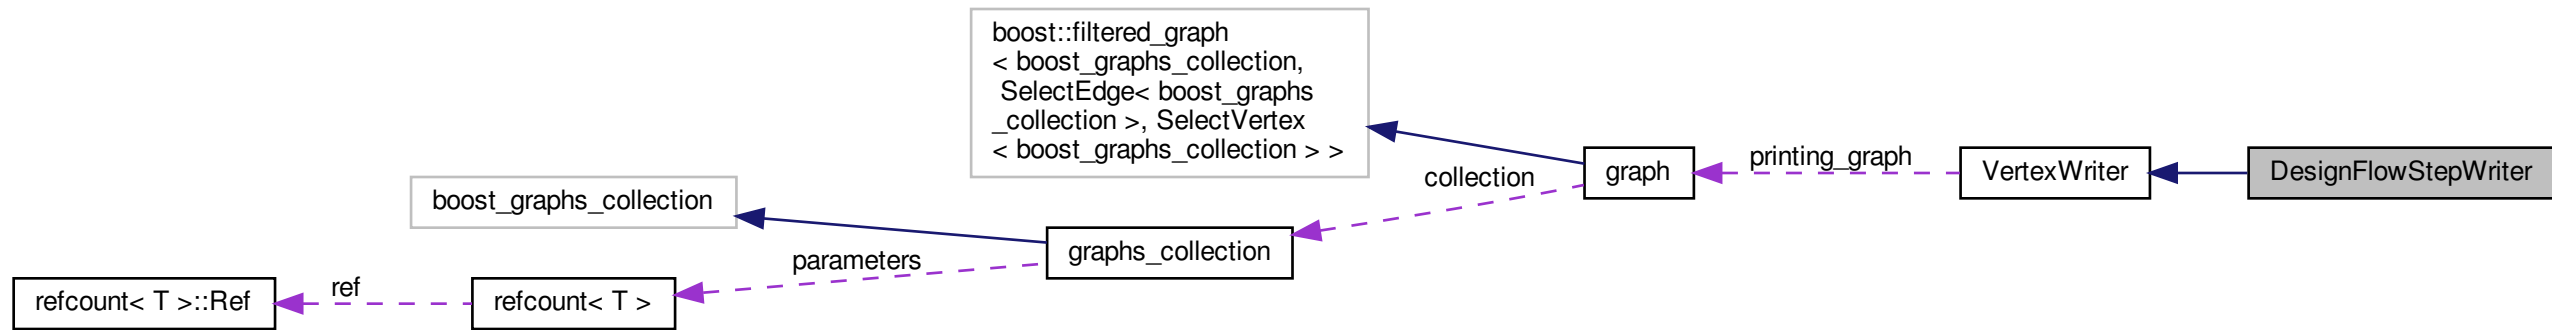 boost::filtered_graph
< boost_graphs_collection,
SelectEdge< boost_graphs
_collection >, SelectVertex
< boost_graphs_collection > >
printing_graph
graph
VertexWriter
DesignFlowStepWriter
collection
boost_graphs_collection
graphs_collection
parameters
ref
refcount< T >::Ref
refcount< T >